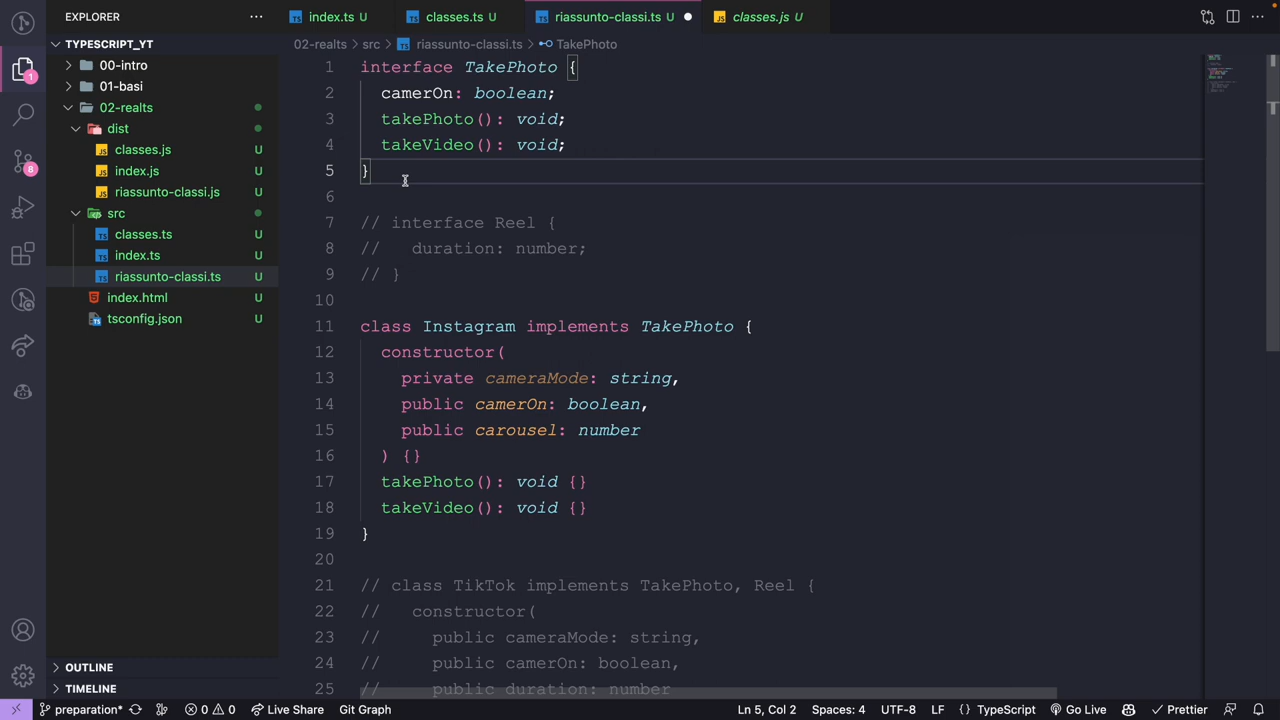 EXPLORER
TYPESCRIPT_YT
00-intro
01-basi
02-realts
dist
classes.js U
index.js U
riassunto-classi.js U
src
classes.ts U
index.ts U
riassunto-classi.ts U
index.html U
tsconfig.json U
OUTLINE
TIMELINE
1
8
index.ts U classes.ts U riassunto-classi.ts U classes.js U
02-realts > src > riassunto-classi.ts > TakePhoto
1 interface TakePhoto {
2 camerOn: boolean;
3 takePhoto(): void;
4 takeVideo(): void;
5 }
6
7 // interface Reel {
8 // duration: number;
9 // }
10
11 class Instagram implements TakePhoto {
12 constructor(
13 private cameraMode: string,
14 public camerOn: boolean,
15 public carousel: number
16 ) {}
17 takePhoto(): void {}
18 takeVideo(): void {}
19 }
20
21 // class TikTok implements TakePhoto, Reel {
22 // constructor(
23 // public cameraMode: string,
24 // public camerOn: boolean,
25 // public duration: number
preparation* 0 0 Live Share Git Graph Ln 5, Col 2 Spaces: 4 UTF-8 LF {} TypeScript Go Live Prettier